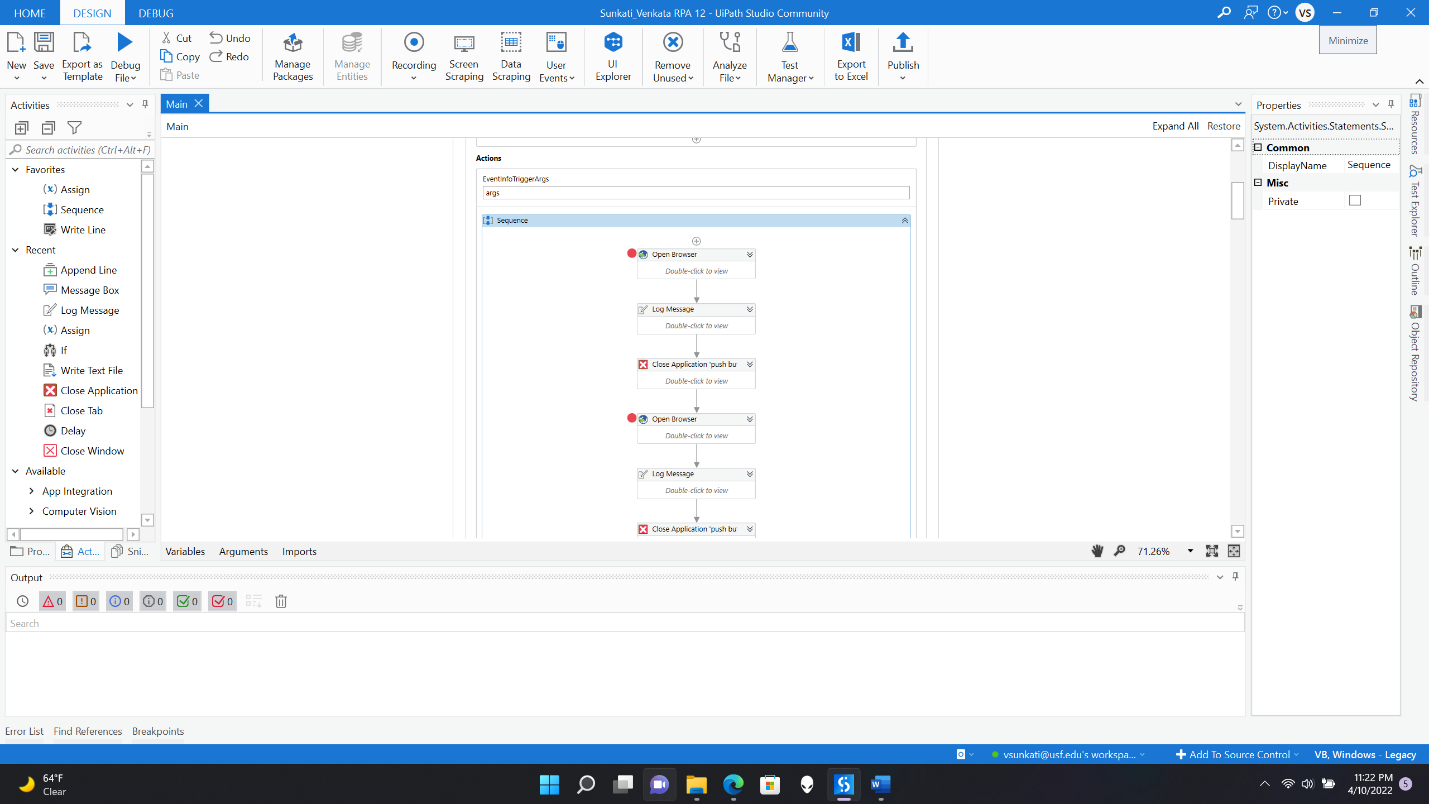 HOME DESIGN DEBUG Sunkati_Venkata RPA 12 - UiPath Studio Community VS
New Save Export as Template Debug File Cut Copy Paste Undo Redo Manage Packages Manage Entities Recording Screen Scraping Data Scraping User Events UI Explorer Remove Unused Analyze File Test Manager Export to Excel Publish Minimize
Activities
Search activities (Ctrl+Alt+F)
Favorites
Assign
Sequence
Write Line
Recent
Append Line
Message Box
Log Message
Assign
If
Write Text File
Close Application
Close Tab
Delay
Close Window
Available
App Integration
Computer Vision
Pro... Act... Sni...
Main
Main Expand All Restore
Actions
EventInfoTriggerArgs
args
Sequence
Open Browser
Double-click to view
Log Message
Double-click to view
Close Application 'push bu
Double-click to view
Open Browser
Double-click to view
Log Message
Double-click to view
Close Application 'push bu
Variables Arguments Imports 71.26%
Properties
System.Activities.Statements.S...
Common
DisplayName Sequence
Misc
Private
Resources
Test Explorer
Outline
Object Repository
Output
0 0 0 0 0 0
Search
Error List Find References Breakpoints
vsunkati@usf.edu's workspa... Add To Source Control VB, Windows - Legacy
64°F
Clear
11:22 PM
4/10/2022 5